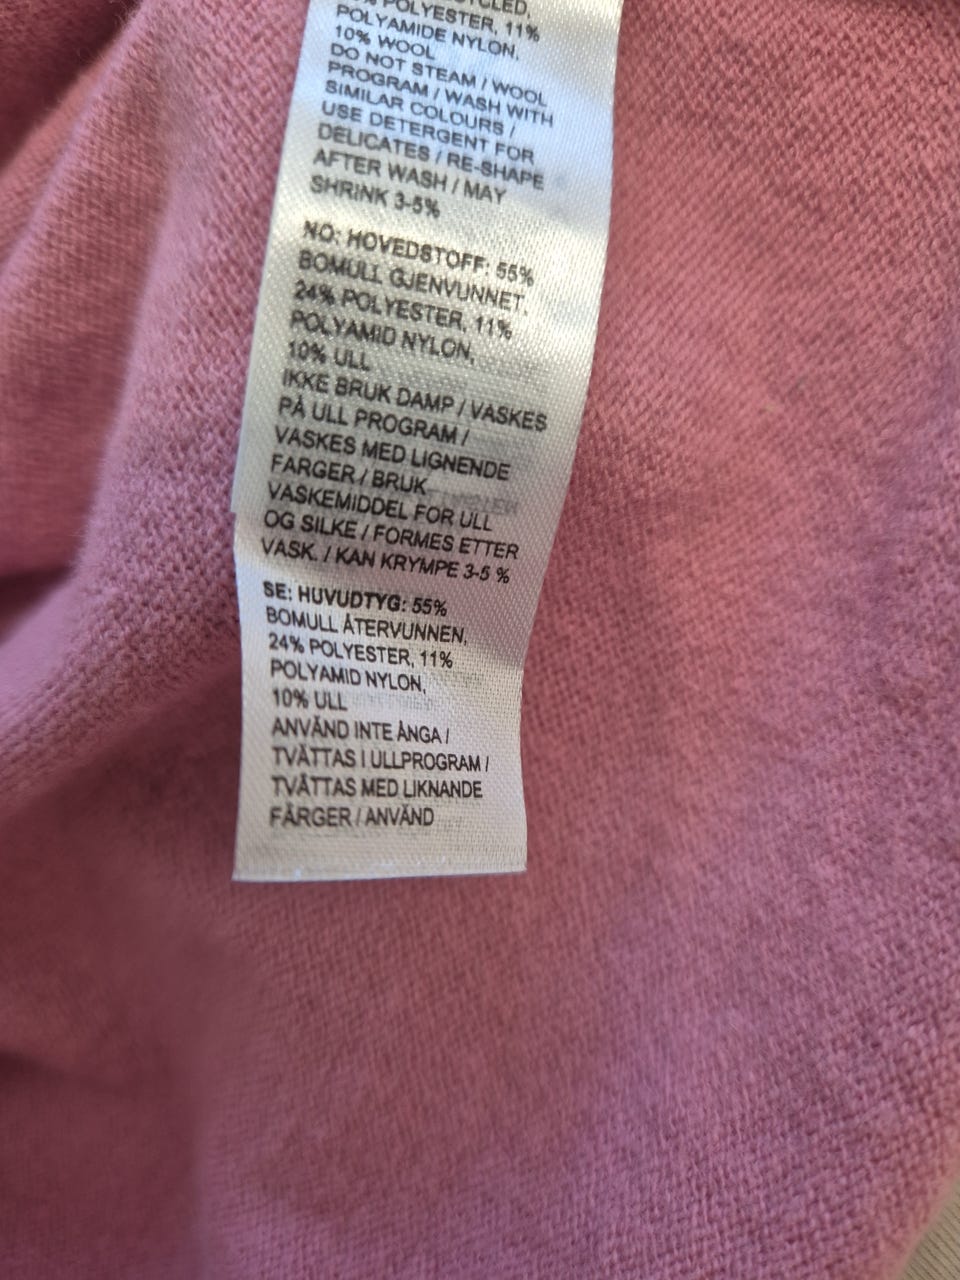 POLYESTER, 11%
POLYAMIDE NYLON,
10% WOOL
DO NOT STEAM / WOOL
PROGRAM / WASH WITH
SIMILAR COLOURS /
USE DETERGENT FOR
DELICATES / RE-SHAPE
AFTER WASH / MAY
SHRINK 3-5%
NO: HOVEDSTOFF: 55%
BOMULL GJENVUNNET,
24% POLYESTER, 11%
POLYAMID NYLON,
10% ULL
IKKE BRUK DAMP / VASKES
PÅ ULL PROGRAM /
VASKES MED LIGNENDE
FARGER / BRUK
VASKEMIDDEL FOR ULL
OG SILKE / FORMES ETTER
VASK. / KAN KRYMPE 3-5 %
SE: HUVUDTYG: 55%
BOMULL ÅTERVUNNEN,
24% POLYESTER, 11%
POLYAMID NYLON,
10% ULL
ANVÄND INTE ÅNGA /
TVÄTTAS I ULLPROGRAM /
TVÄTTAS MED LIKNANDE
FÄRGER / ANVÄND